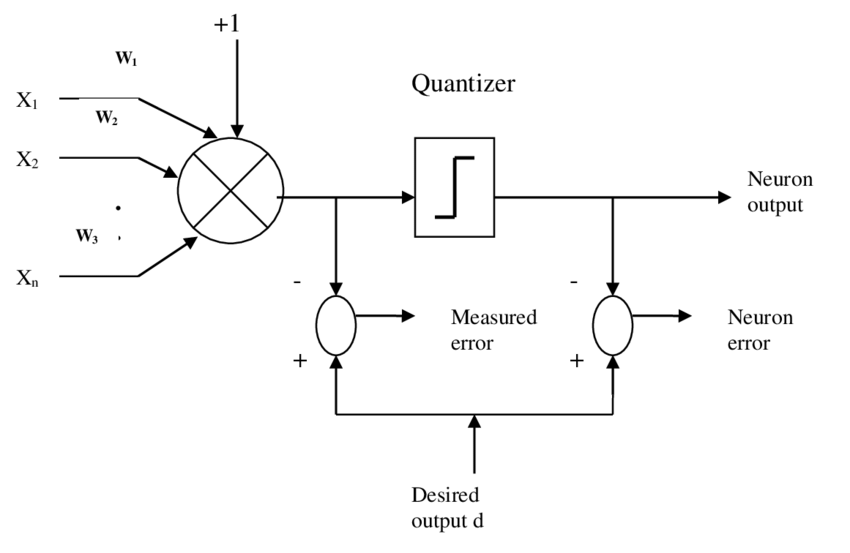 +1
W₁
Quantizer
X₁
W₂
X₂
Neuron
output
W₃
Xₙ
-
-
Measured
error
Neuron
error
+
+
Desired
output d